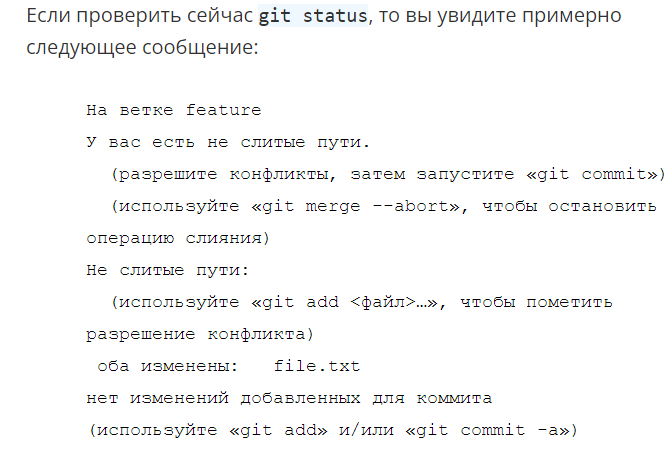 Если проверить сейчас git status, то вы увидите примерно
следующее сообщение:
На ветке feature
У вас есть не слитые пути.
(разрешите конфликты, затем запустите «git commit»)
(используйте «git merge --abort», чтобы остановить
операцию слияния)
Не слитые пути:
(используйте «git add <файл>…», чтобы пометить
разрешение конфликта)
оба изменены: file.txt
нет изменений добавленных для коммита
(используйте «git add» и/или «git commit -a»)